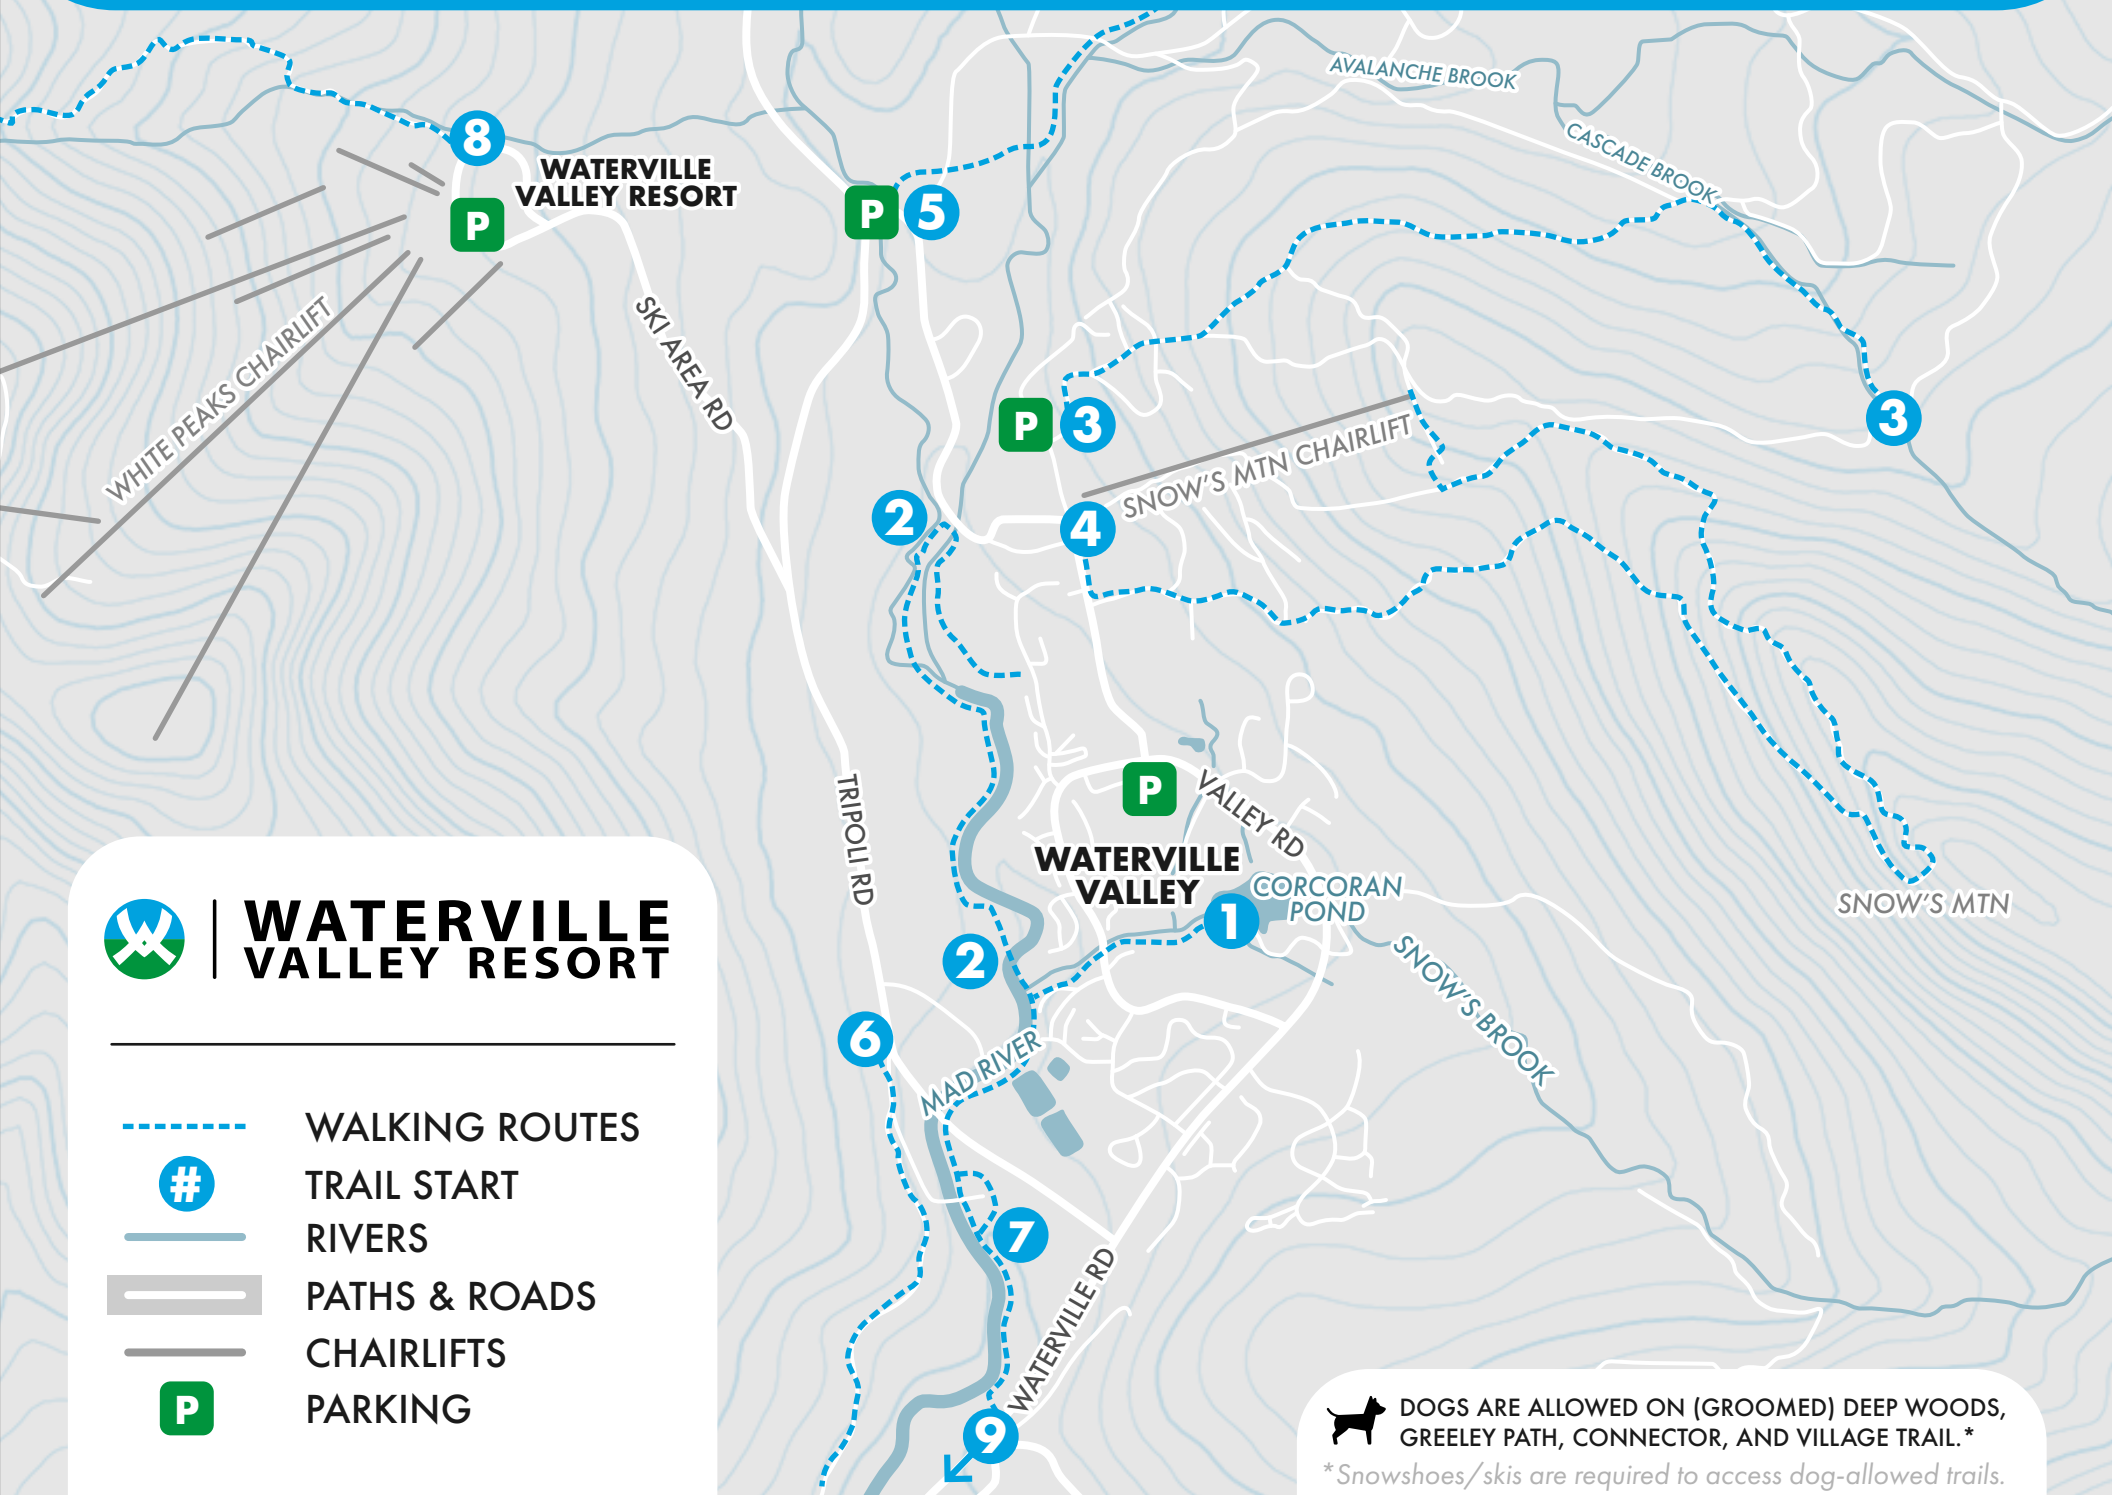 AVALANCHE BROOK
CASCADE BROOK
8
WATERVILLE
VALLEY RESORT
P
P
5
SKI AREA RD
WHITE PEAKS CHAIRLIFT
P
3
3
SNOW'S MTN CHAIRLIFT
2
4
TRIPOLI RD
P
VALLEY RD
WATERVILLE
VALLEY
CORCORAN
POND
1
SNOW'S MTN
2
SNOW'S BROOK
6
MAD RIVER
7
WATERVILLE RD
9
WATERVILLE
VALLEY RESORT
WALKING ROUTES
# TRAIL START
RIVERS
PATHS & ROADS
CHAIRLIFTS
P PARKING
DOGS ARE ALLOWED ON (GROOMED) DEEP WOODS,
GREELEY PATH, CONNECTOR, AND VILLAGE TRAIL.*
*Snowshoes/skis are required to access dog-allowed trails.